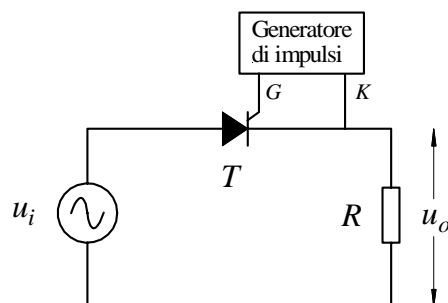 Generatore
di impulsi
G K
T
u_i
R
u_o